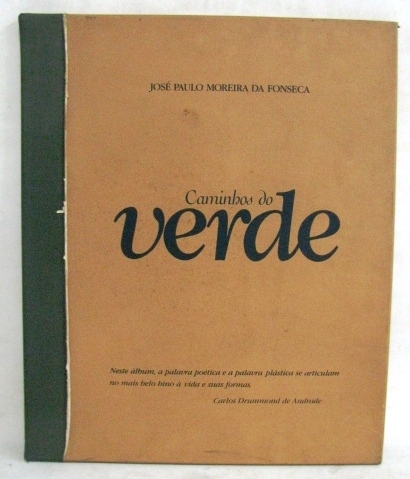 JOSÉ PAULO MOREIRA DA FONSECA
Caminhos do
verde
Neste álbum, a palavra poética e a palavra plástica se articulam
no mais belo hino à vida e suas formas.
Carlos Drummond de Andrade